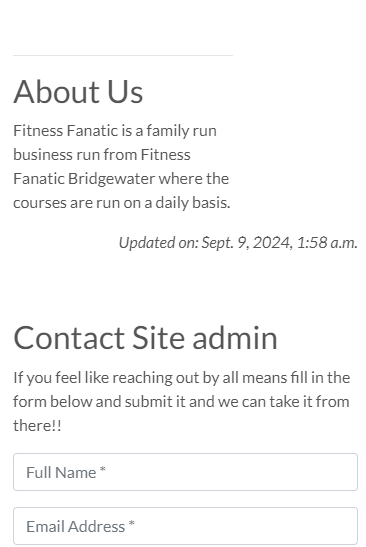 About Us
Fitness Fanatic is a family run
business run from Fitness
Fanatic Bridgewater where the
courses are run on a daily basis.
Updated on: Sept. 9, 2024, 1:58 a.m.
Contact Site admin
If you feel like reaching out by all means fill in the
form below and submit it and we can take it from
there!!
Full Name *
Email Address *